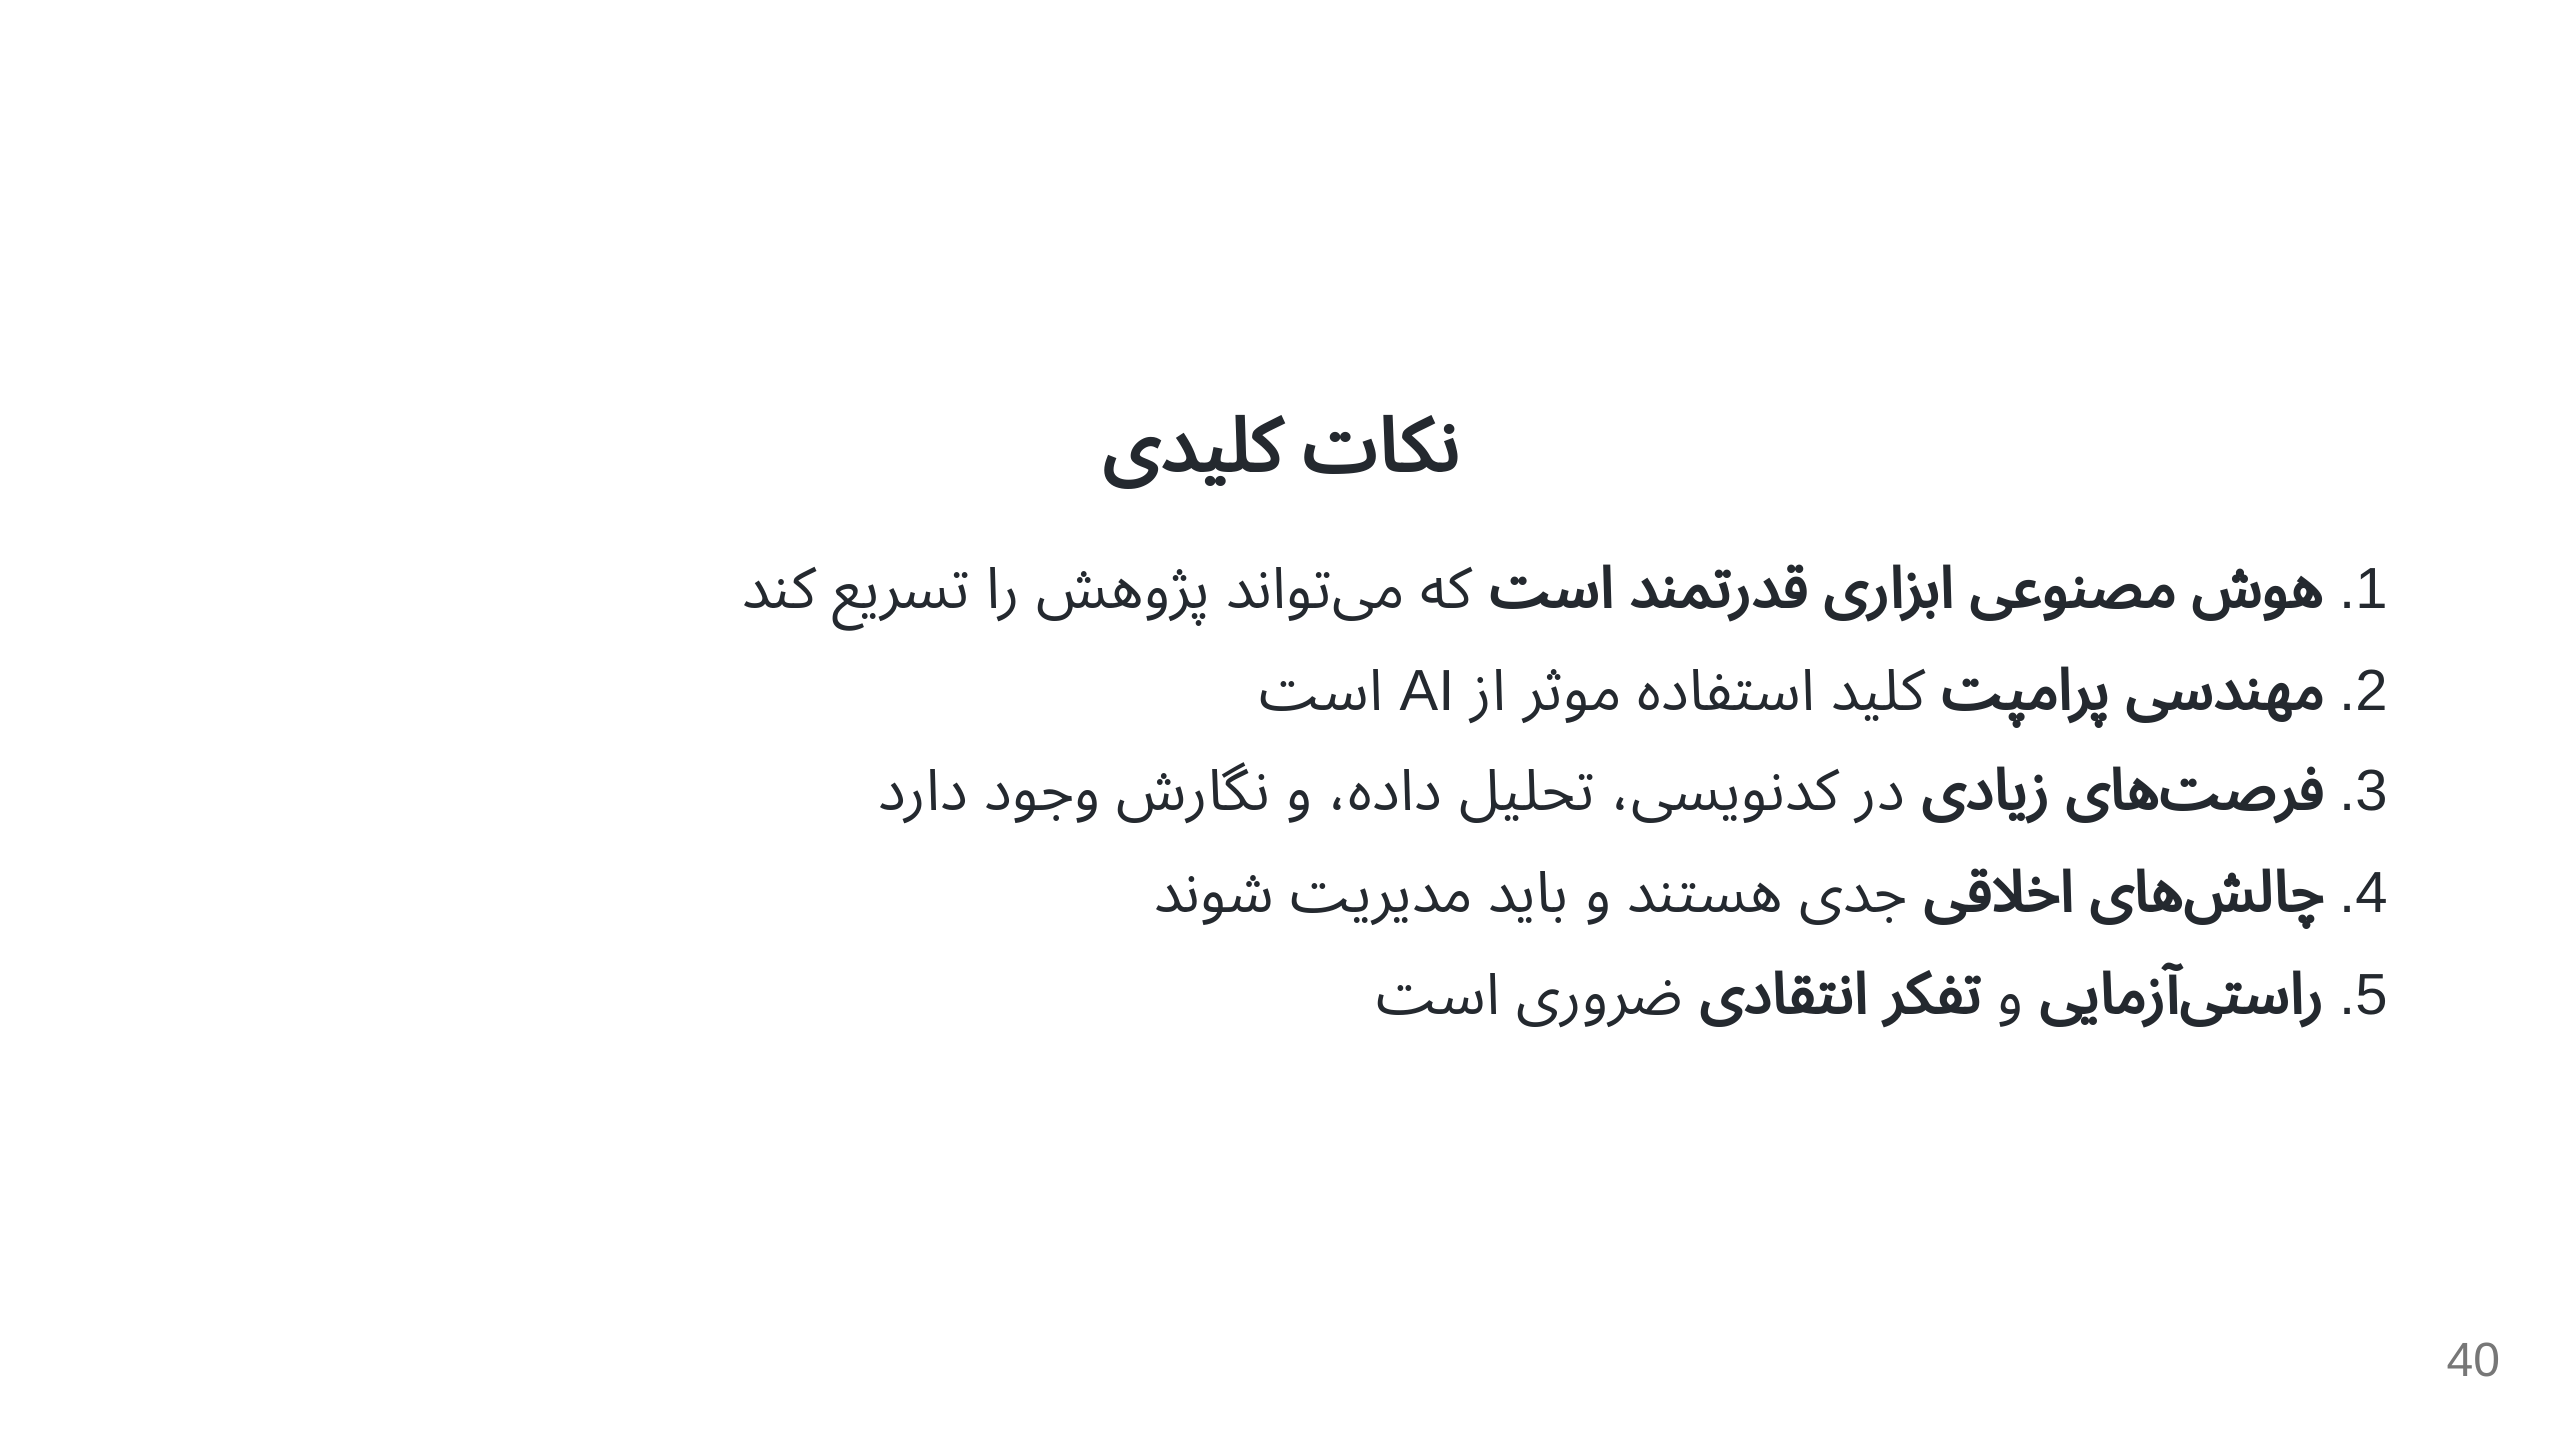 نکات کلیدی
1. هوش مصنوعی ابزاری قدرتمند است که می‌تواند پژوهش را تسریع کند
2. مهندسی پرامپت کلید استفاده موثر از AI است
3. فرصت‌های زیادی در کدنویسی، تحلیل داده، و نگارش وجود دارد
4. چالش‌های اخلاقی جدی هستند و باید مدیریت شوند
5. راستی‌آزمایی و تفکر انتقادی ضروری است
40